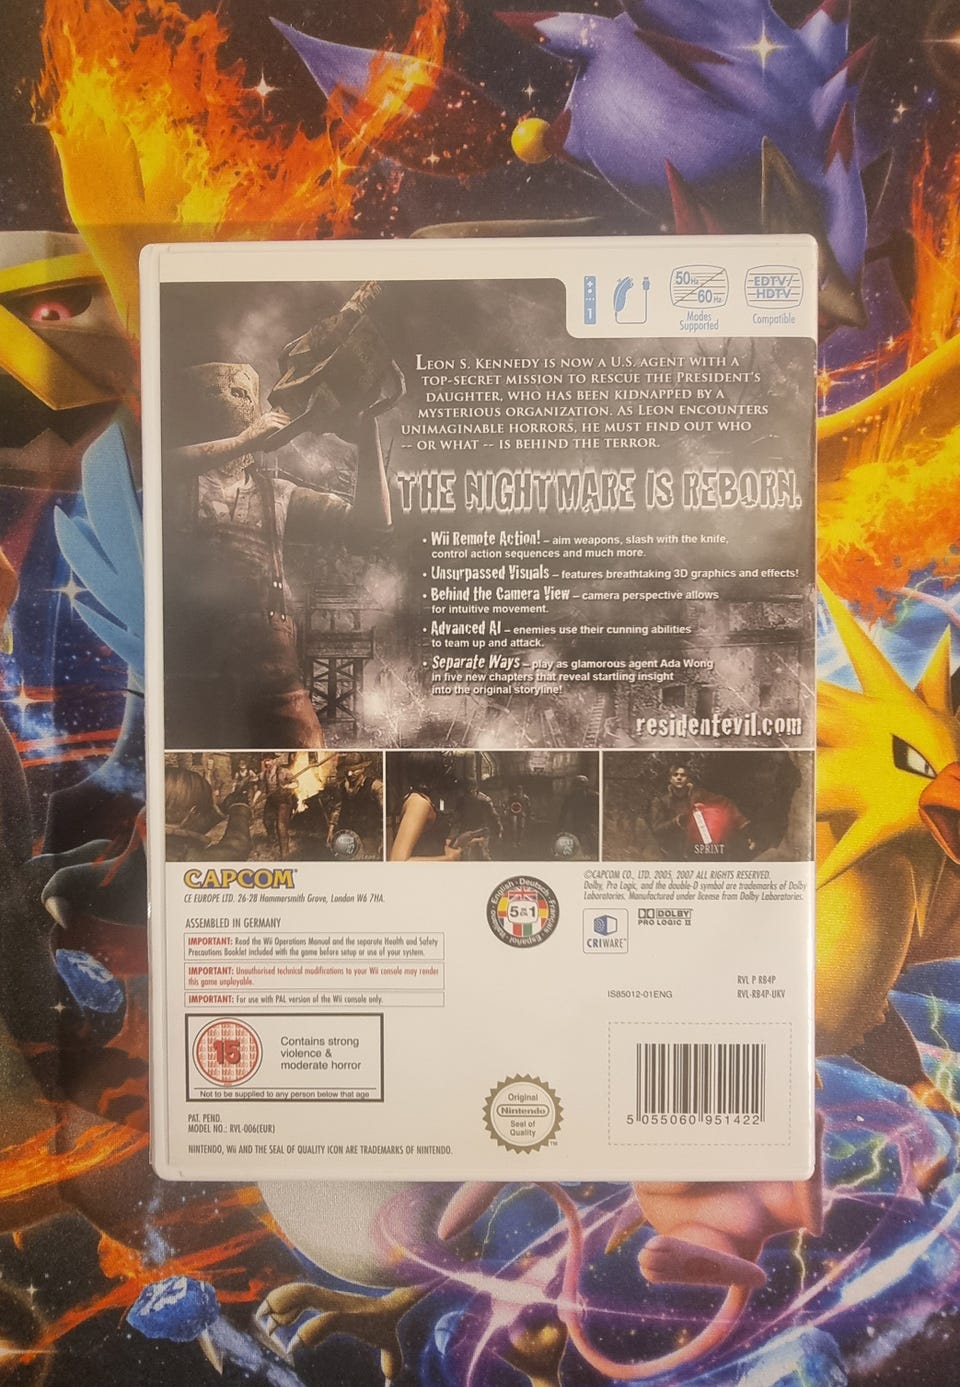 1
50Hz
60Hz
Modes
Supported
EDTV/
HDTV
Compatible
LEON S. KENNEDY IS NOW A U.S. AGENT WITH A
TOP-SECRET MISSION TO RESCUE THE PRESIDENT'S
DAUGHTER, WHO HAS BEEN KIDNAPPED BY A
MYSTERIOUS ORGANIZATION. AS LEON ENCOUNTERS
UNIMAGINABLE HORRORS, HE MUST FIND OUT WHO
-- OR WHAT -- IS BEHIND THE TERROR.
THE NIGHTMARE IS REBORN.
• Wii Remote Action! – aim weapons, slash with the knife,
control action sequences and much more.
• Unsurpassed Visuals – features breathtaking 3D graphics and effects!
• Behind the Camera View – camera perspective allows
for intuitive movement.
• Advanced AI – enemies use their cunning abilities
to team up and attack.
• Separate Ways – play as glamorous agent Ada Wong
in five new chapters that reveal startling insight
into the original storyline!
residentevil.com
SPRINT
CAPCOM
CE EUROPE LTD. 26-28 Hammersmith Grove, London W6 7HA.
ASSEMBLED IN GERMANY
IMPORTANT: Read the Wii Operations Manual and the separate Health and Safety
Precautions Booklet included with the game before setup or use of your system.
IMPORTANT: Unauthorised technical modifications to your Wii console may render
this game unplayable.
IMPORTANT: For use with PAL version of the Wii console only.
English · Deutsch · Français · Español · Italiano
5 in 1
©CAPCOM CO., LTD. 2005, 2007 ALL RIGHTS RESERVED.
Dolby, Pro Logic, and the double-D symbol are trademarks of Dolby
Laboratories. Manufactured under license from Dolby Laboratories.
CRIWARE™
DOLBY
PRO LOGIC II
IS85012-01ENG
RVL P RB4P
RVL-RB4P-UKV
15
Contains strong
violence &
moderate horror
Not to be supplied to any person below that age
PAT. PEND.
MODEL NO.: RVL-006(EUR)
NINTENDO, Wii AND THE SEAL OF QUALITY ICON ARE TRADEMARKS OF NINTENDO.
Original
Nintendo
Seal of
Quality
TM
5 055060 951422